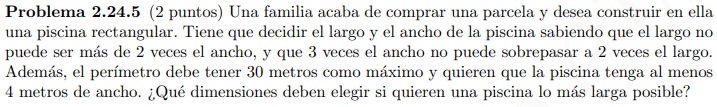 Problema 2.24.5 (2 puntos) Una familia acaba de comprar una parcela y desea construir en ella
una piscina rectangular. Tiene que decidir el largo y el ancho de la piscina sabiendo que el largo no
puede ser más de 2 veces el ancho, y que 3 veces el ancho no puede sobrepasar a 2 veces el largo.
Además, el perímetro debe tener 30 metros como máximo y quieren que la piscina tenga al menos
4 metros de ancho. ¿Qué dimensiones deben elegir si quieren una piscina lo más larga posible?